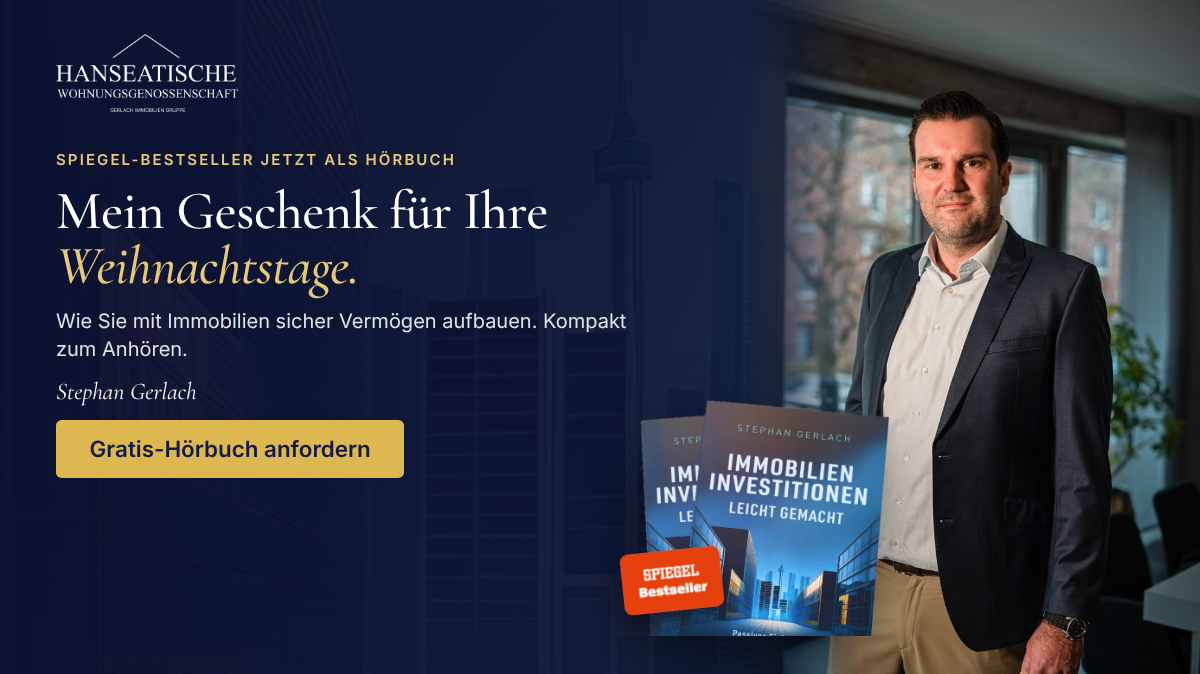 HANSEATISCHE
WOHNUNGSGENOSSENSCHAFT
GERLACH IMMOBILIEN GRUPPE
SPIEGEL-BESTSELLER JETZT ALS HÖRBUCH
Mein Geschenk für Ihre
Weihnachtstage.
Wie Sie mit Immobilien sicher Vermögen aufbauen. Kompakt
zum Anhören.
Stephan Gerlach
Gratis-Hörbuch anfordern
STEPHAN GERLACH
IMMOBILIEN
INVESTITIONEN
LEICHT GEMACHT
SPIEGEL
Bestseller